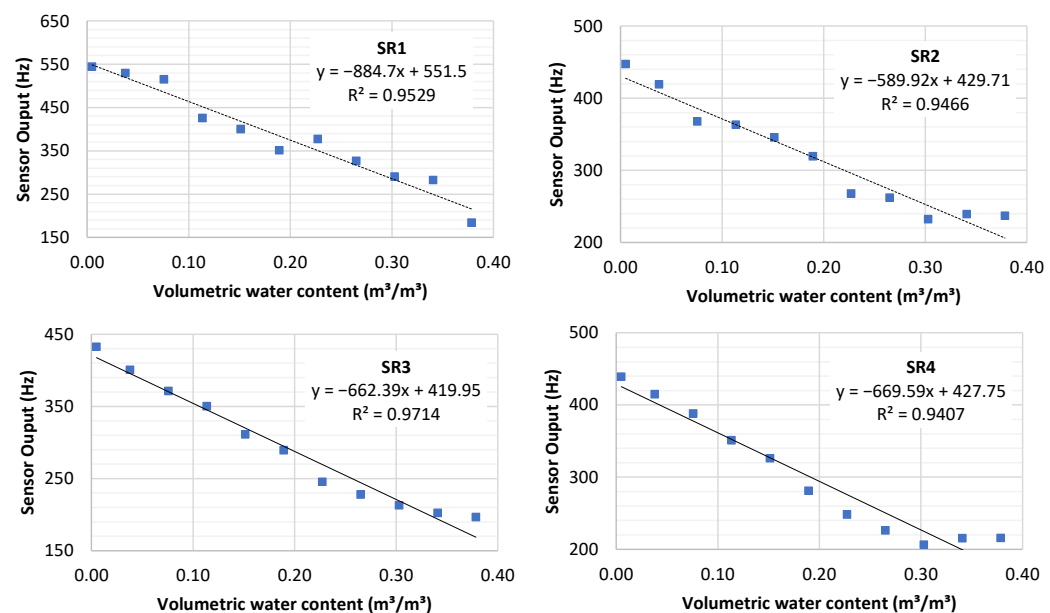 SR1
y = −884.7x + 551.5
R² = 0.9529
Sensor Ouput (Hz)
650
550
450
350
250
150
0.00 0.10 0.20 0.30 0.40
Volumetric water content (m³/m³)
SR2
y = −589.92x + 429.71
R² = 0.9466
Sensor Ouput (Hz)
500
400
300
200
0.00 0.10 0.20 0.30 0.40
Volumetric water content (m³/m³)
SR3
y = −662.39x + 419.95
R² = 0.9714
Sensor Ouput (Hz)
450
350
250
150
0.00 0.10 0.20 0.30 0.40
Volumetric water content (m³/m³)
SR4
y = −669.59x + 427.75
R² = 0.9407
Sensor Ouput (Hz)
500
400
300
200
0.00 0.10 0.20 0.30 0.40
Volumetric water content (m³/m³)